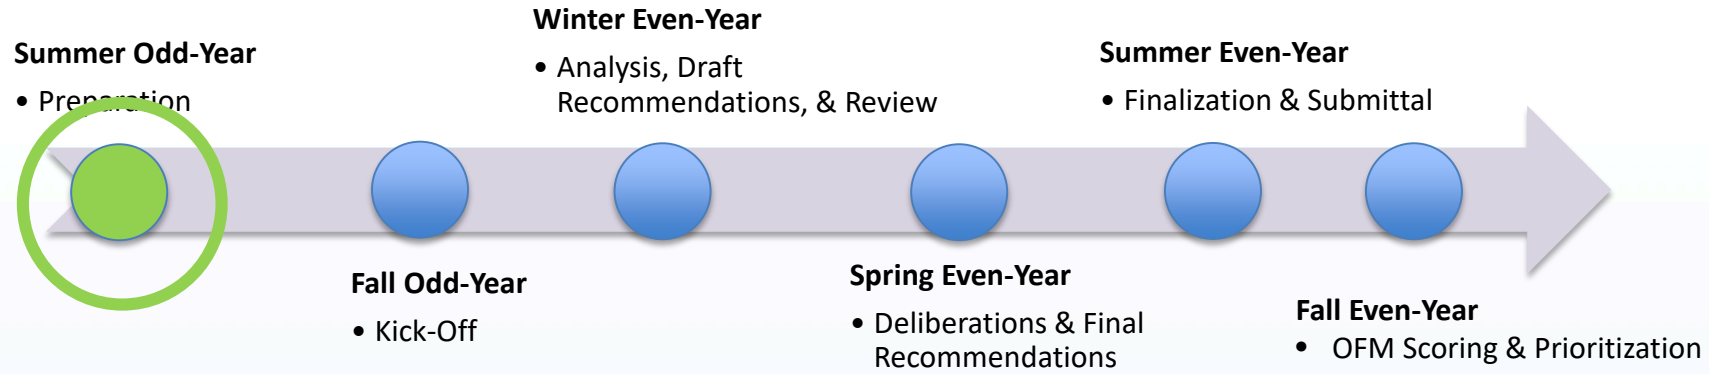 Summer Odd-Year
• Preparation
Fall Odd-Year
• Kick-Off
Winter Even-Year
• Analysis, Draft
Recommendations, & Review
Spring Even-Year
• Deliberations & Final
Recommendations
Summer Even-Year
• Finalization & Submittal
Fall Even-Year
• OFM Scoring & Prioritization